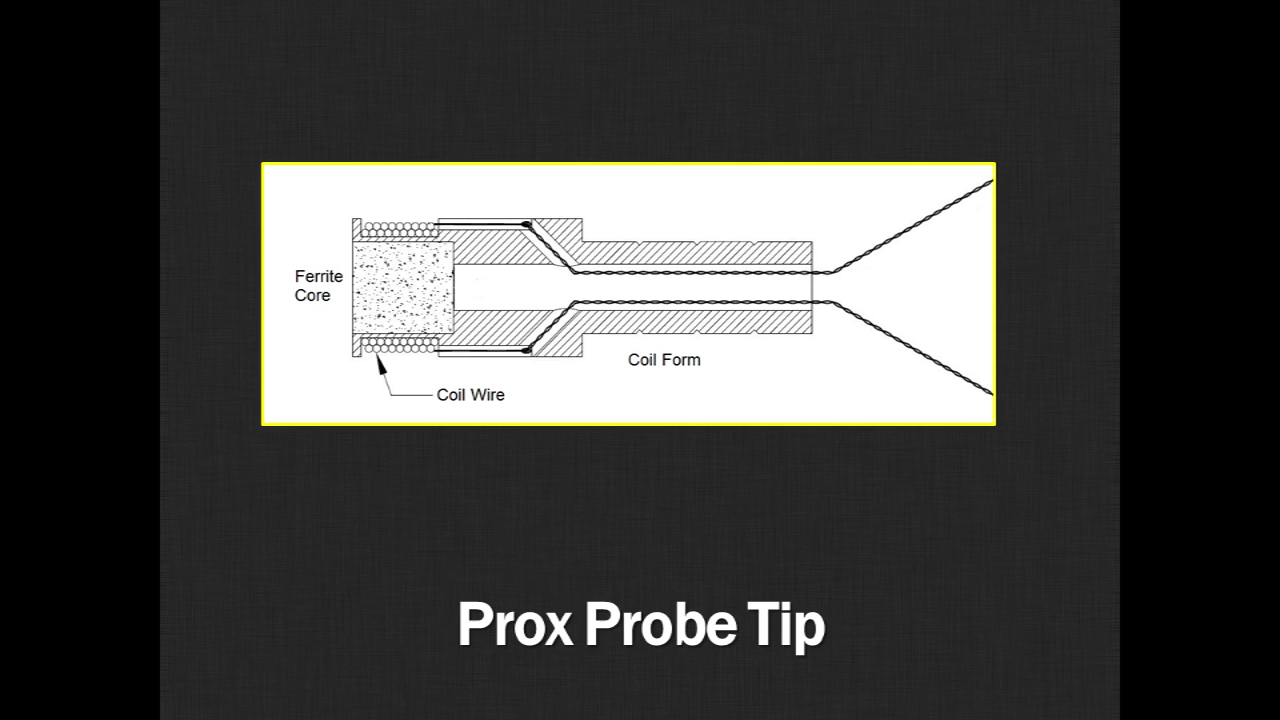 Ferrite
Core
Coil Form
Coil Wire
Prox Probe Tip